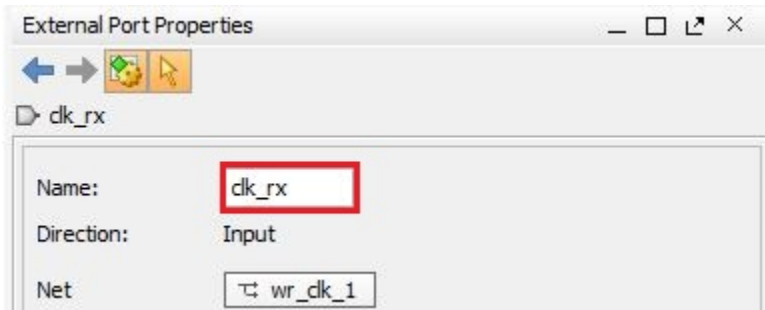 External Port Properties
clk_rx
Name: clk_rx
Direction: Input
Net wr_clk_1